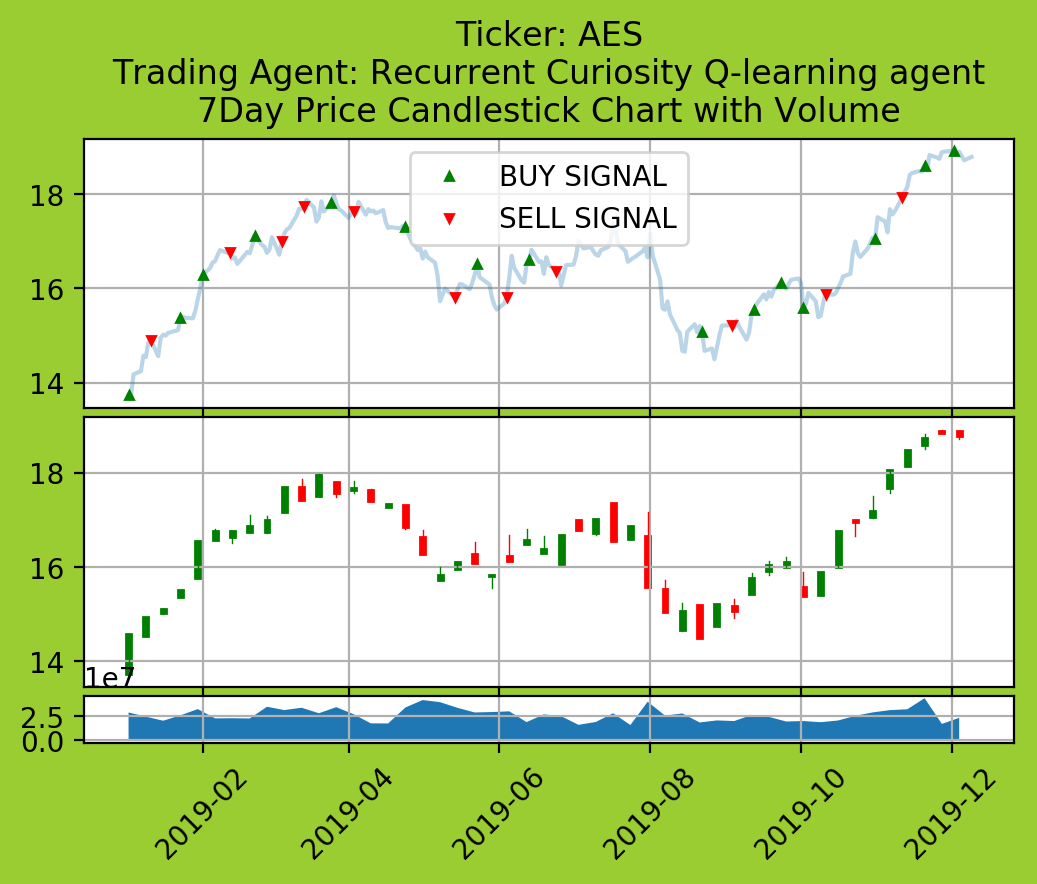 Ticker: AES
Trading Agent: Recurrent Curiosity Q-learning agent
7Day Price Candlestick Chart with Volume
BUY SIGNAL
SELL SIGNAL
18
16
14
18
16
14
1e7
2.5
0.0
2019-02
2019-04
2019-06
2019-08
2019-10
2019-12